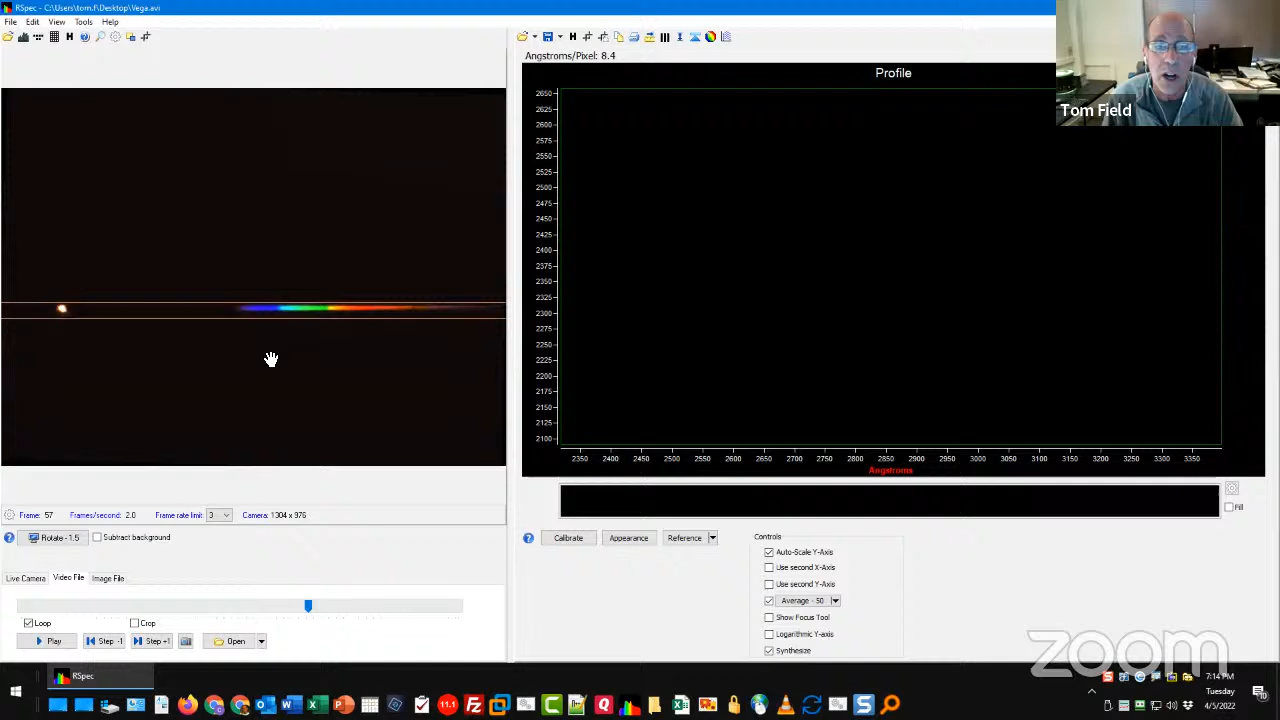 RSpec - C:\Users\tom.f\Desktop\Vega.avi
File Edit View Tools Help
Angstroms/Pixel: 8.4
Profile
Tom Field
2650
2625
2600
2575
2550
2525
2500
2475
2450
2425
2400
2375
2350
2325
2300
2275
2250
2225
2200
2175
2150
2125
2100
2350 2400 2450 2500 2550 2600 2650 2700 2750 2800 2850 2900 2950 3000 3050 3100 3150 3200 3250 3300 3350
Angstroms
Fill
Frame: 57 Frames/second: 2.0 Frame rate limit: 3 Camera: 1304 x 976
Rotate - 1.5 Subtract background
Calibrate Appearance Reference
Controls
Auto-Scale Y-Axis
Use second X-Axis
Use second Y-Axis
Average - 50
Show Focus Tool
Logarithmic Y-axis
Synthesize
Live Camera Video File Image File
Loop Crop
Play Step -1 Step +1 Open
zoom
RSpec
7:14 PM
Tuesday
4/5/2022
11.1